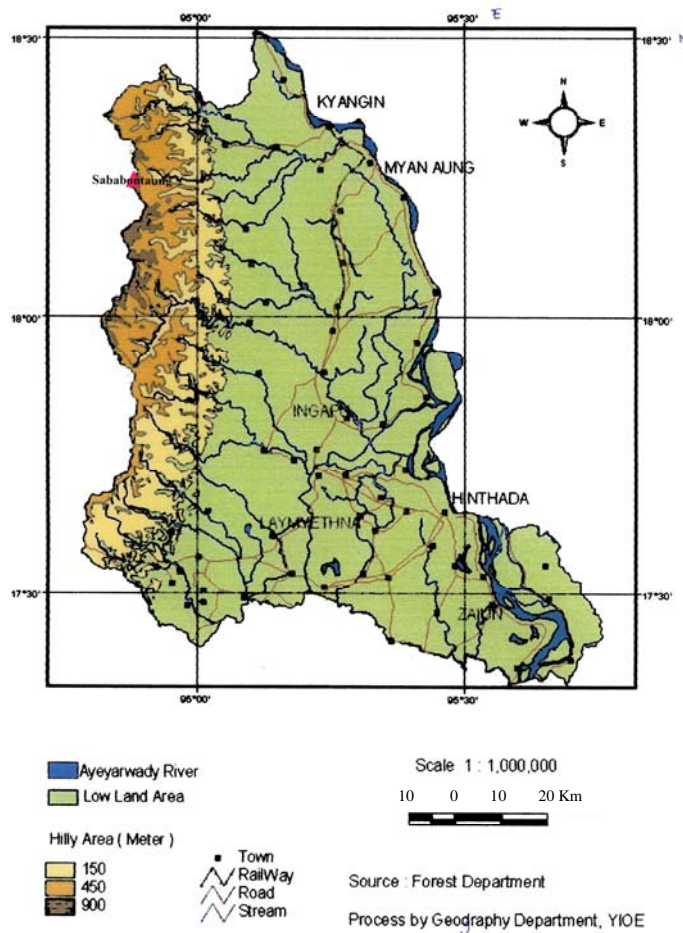 95°00'
95°30'
E
18°30'
18°30'
N
KYANGIN
N
W E
S
MYAN AUNG
Sababontaung
18°00'
18°00'
INGAPU
HINTHADA
LAYMYETHNA
17°30'
ZALUN
17°30'
95°00'
95°30'
Ayeyarwady River
Low Land Area
Scale 1 : 1,000,000
10 0 10 20 Km
Hilly Area ( Meter )
150
450
900
Town
RailWay
Road
Stream
Source : Forest Department
Process by Geography Department, YIOE